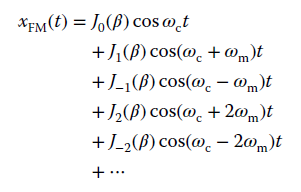 x_FM(t) = J_0(β) cos ω_c t
+ J_1(β) cos(ω_c + ω_m)t
+ J_−1(β) cos(ω_c − ω_m)t
+ J_2(β) cos(ω_c + 2ω_m)t
+ J_−2(β) cos(ω_c − 2ω_m)t
+ ⋯